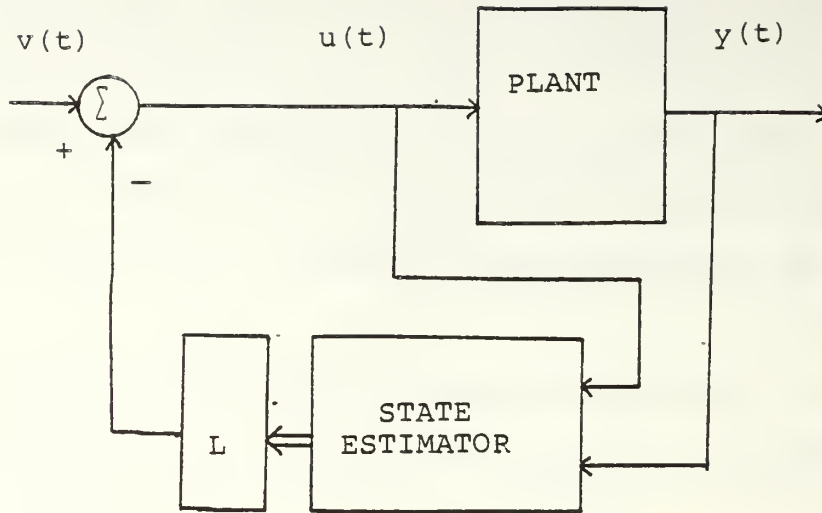 v(t)
u(t)
y(t)
Σ
PLANT
+
−
L
STATE
ESTIMATOR